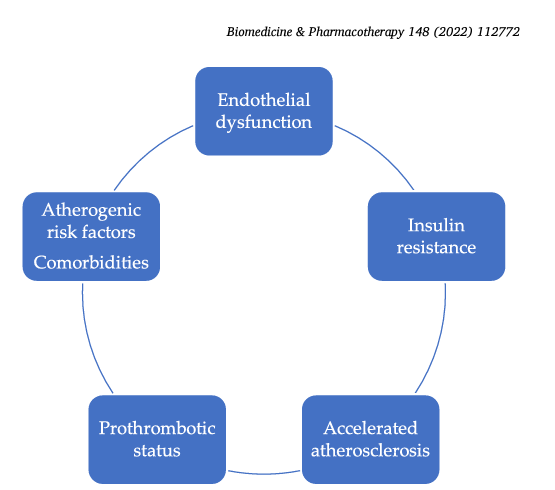 Biomedicine & Pharmacotherapy 148 (2022) 112772
Endothelial
dysfunction
Insulin
resistance
Accelerated
atherosclerosis
Prothrombotic
status
Atherogenic
risk factors
Comorbidities